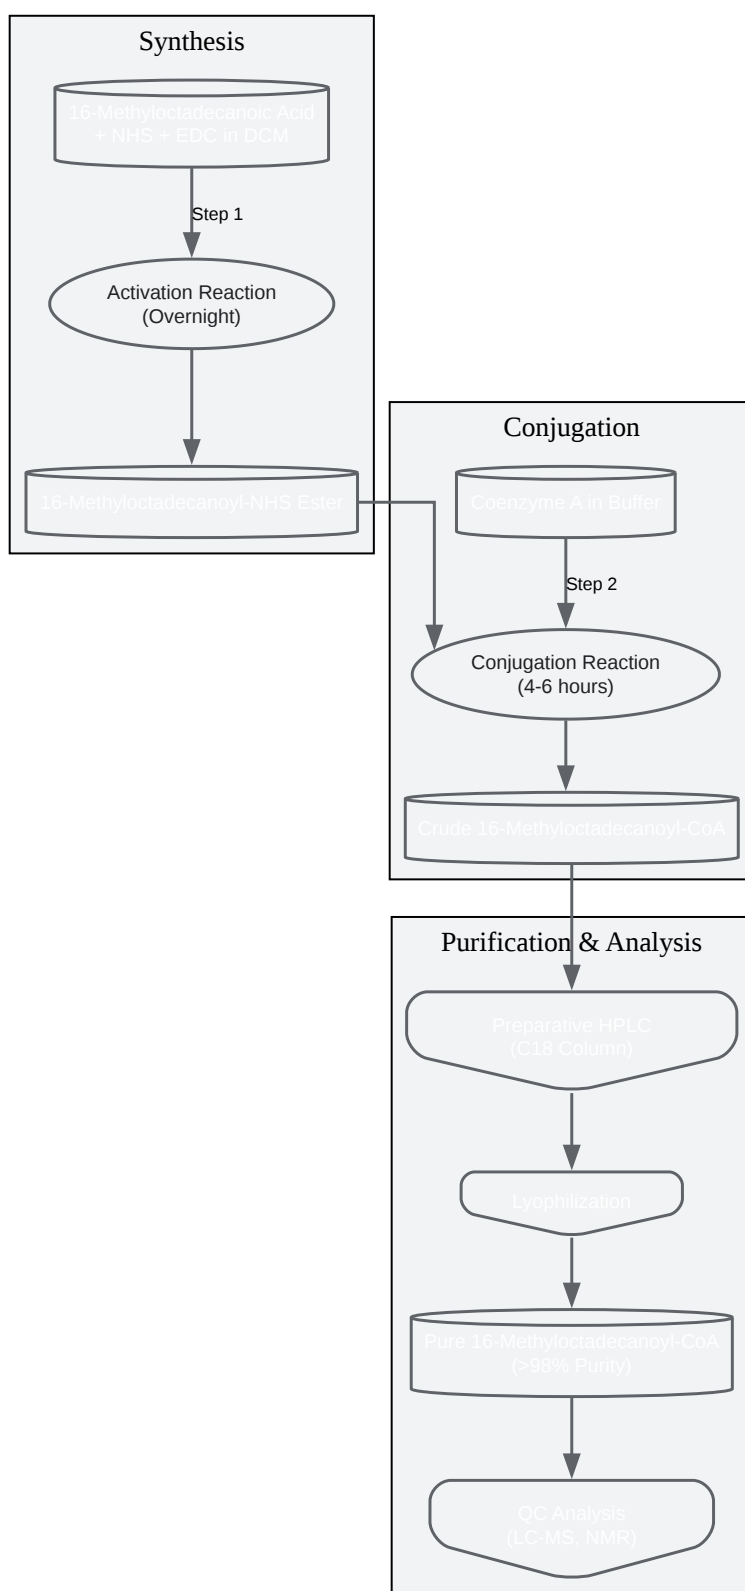 Synthesis
16-Methyloctadecanoic Acid
+ NHS + EDC in DCM
Step 1
Activation Reaction
(Overnight)
16-Methyloctadecanoyl-NHS Ester
Conjugation
Coenzyme A in Buffer
Step 2
Conjugation Reaction
(4-6 hours)
Crude 16-Methyloctadecanoyl-CoA
Purification & Analysis
Preparative HPLC
(C18 Column)
Lyophilization
Pure 16-Methyloctadecanoyl-CoA
(>98% Purity)
QC Analysis
(LC-MS, NMR)